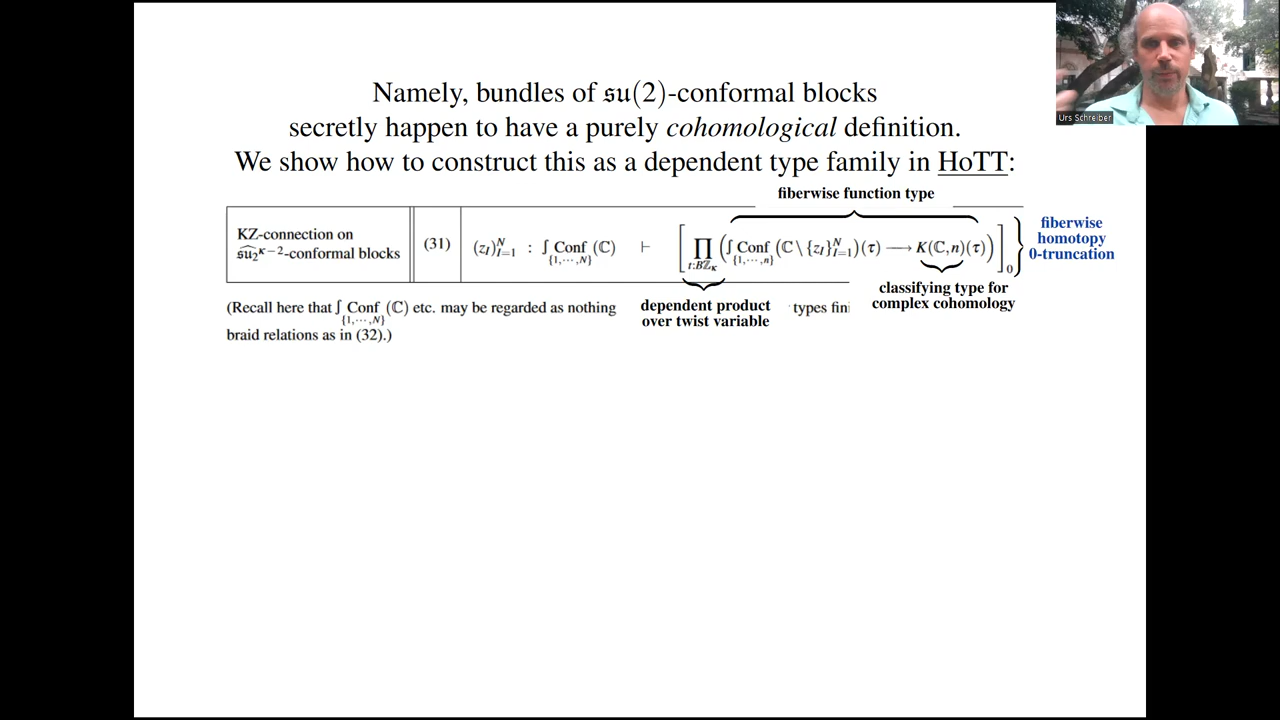 Namely, bundles of 𝔰𝔲(2)-conformal blocks
secretly happen to have a purely cohomological definition.
We show how to construct this as a dependent type family in HoTT:
fiberwise function type
KZ-connection on
𝔰𝔲₂^{κ−2}-conformal blocks
(31)
(z_I)_{I=1}^N : ∫ Conf_{{1,⋯,N}} (ℂ) ⊢ [ ∏_{t:Bℤ_κ} ( ∫ Conf_{{1,⋯,n}} (ℂ \ {z_I}_{I=1}^N)(τ) ⟶ K(ℂ,n)(τ) ) ]_0
fiberwise
homotopy
0-truncation
dependent product
over twist variable
classifying type for
complex cohomology
(Recall here that ∫ Conf_{{1,⋯,N}} (ℂ) etc. may be regarded as nothing types fini
braid relations as in (32).)
Urs Schreiber